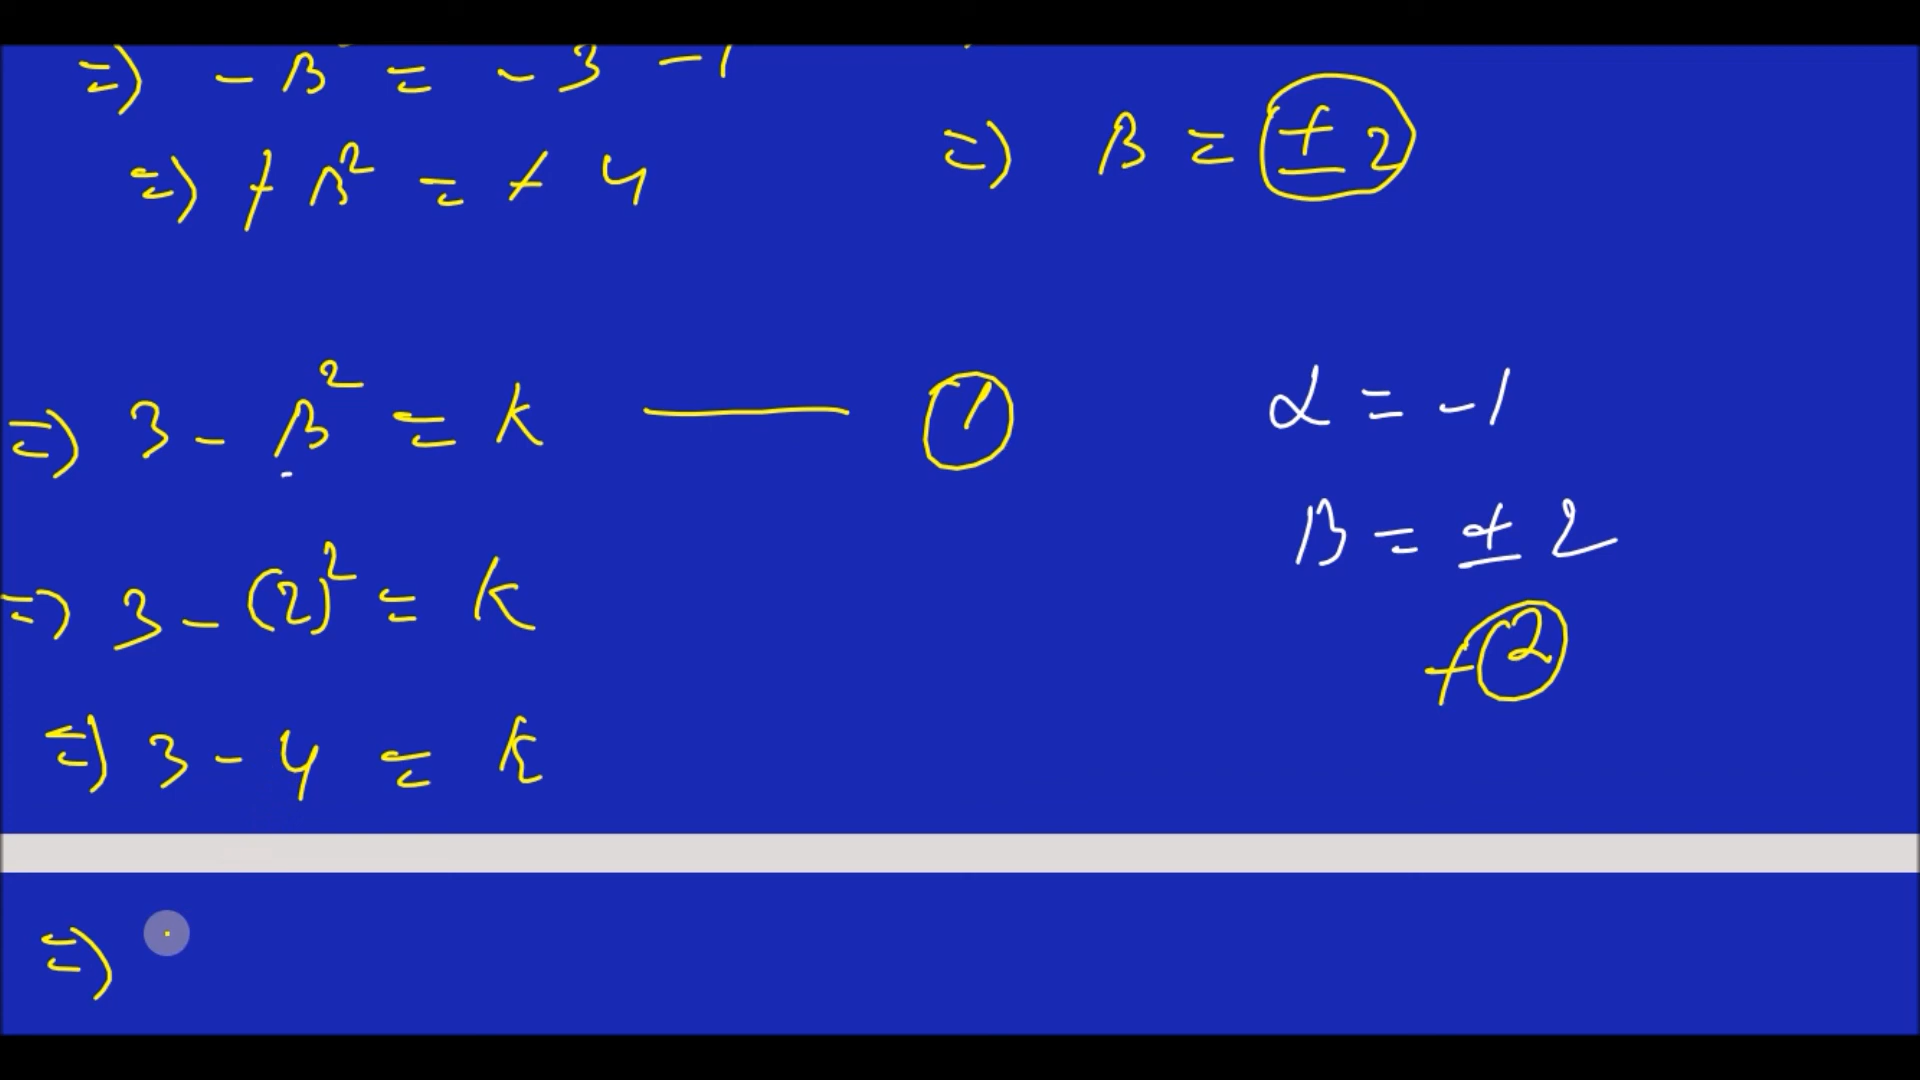 =) - β² = - 3 - 1
=) + β² = + 4
=) β = ± 2
=) 3 - β² = k ——— ①
=) 3 - (2)² = k
=) 3 - 4 = k
=)
α = -1
β = ± 2
+②